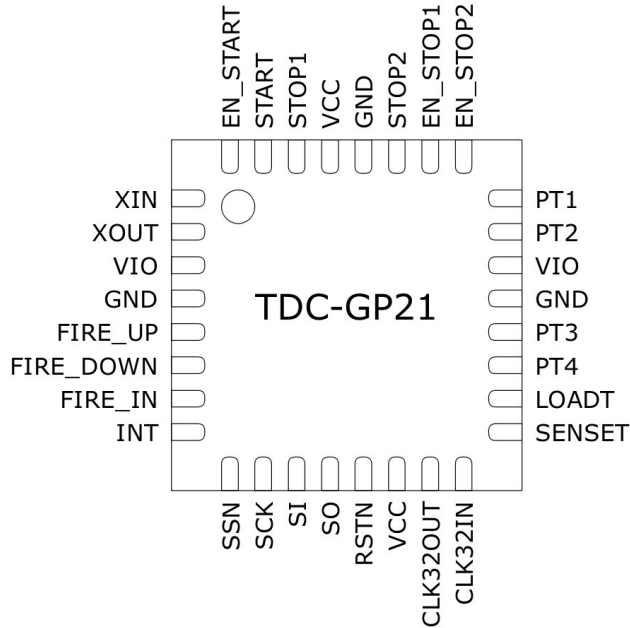 EN_START
START
STOP1
VCC
GND
STOP2
EN_STOP1
EN_STOP2
XIN
XOUT
VIO
GND
FIRE_UP
FIRE_DOWN
FIRE_IN
INT
TDC-GP21
PT1
PT2
VIO
GND
PT3
PT4
LOADT
SENSET
SSN
SCK
SI
SO
RSTN
VCC
CLK32OUT
CLK32IN